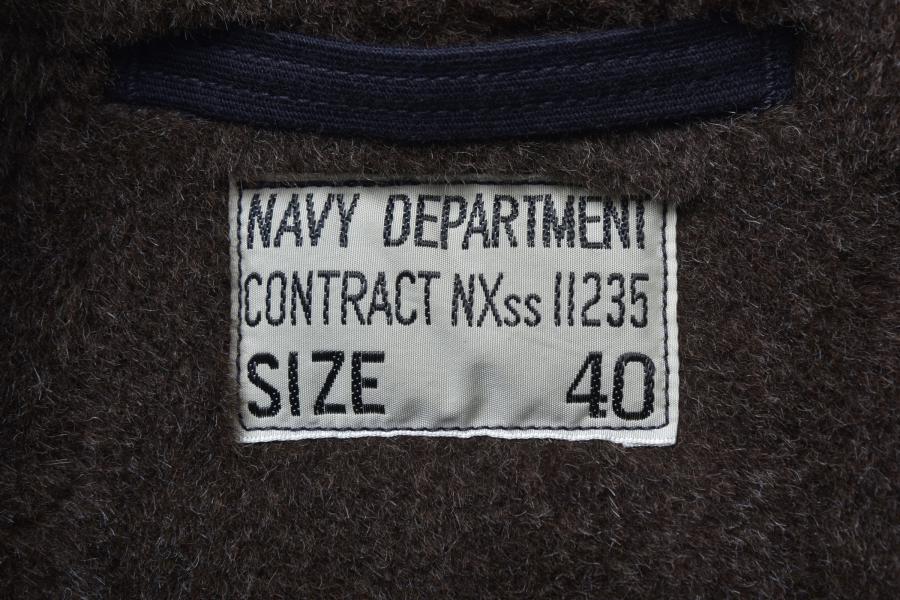 NAVY DEPARTMENT
CONTRACT NXss 11235
SIZE 40